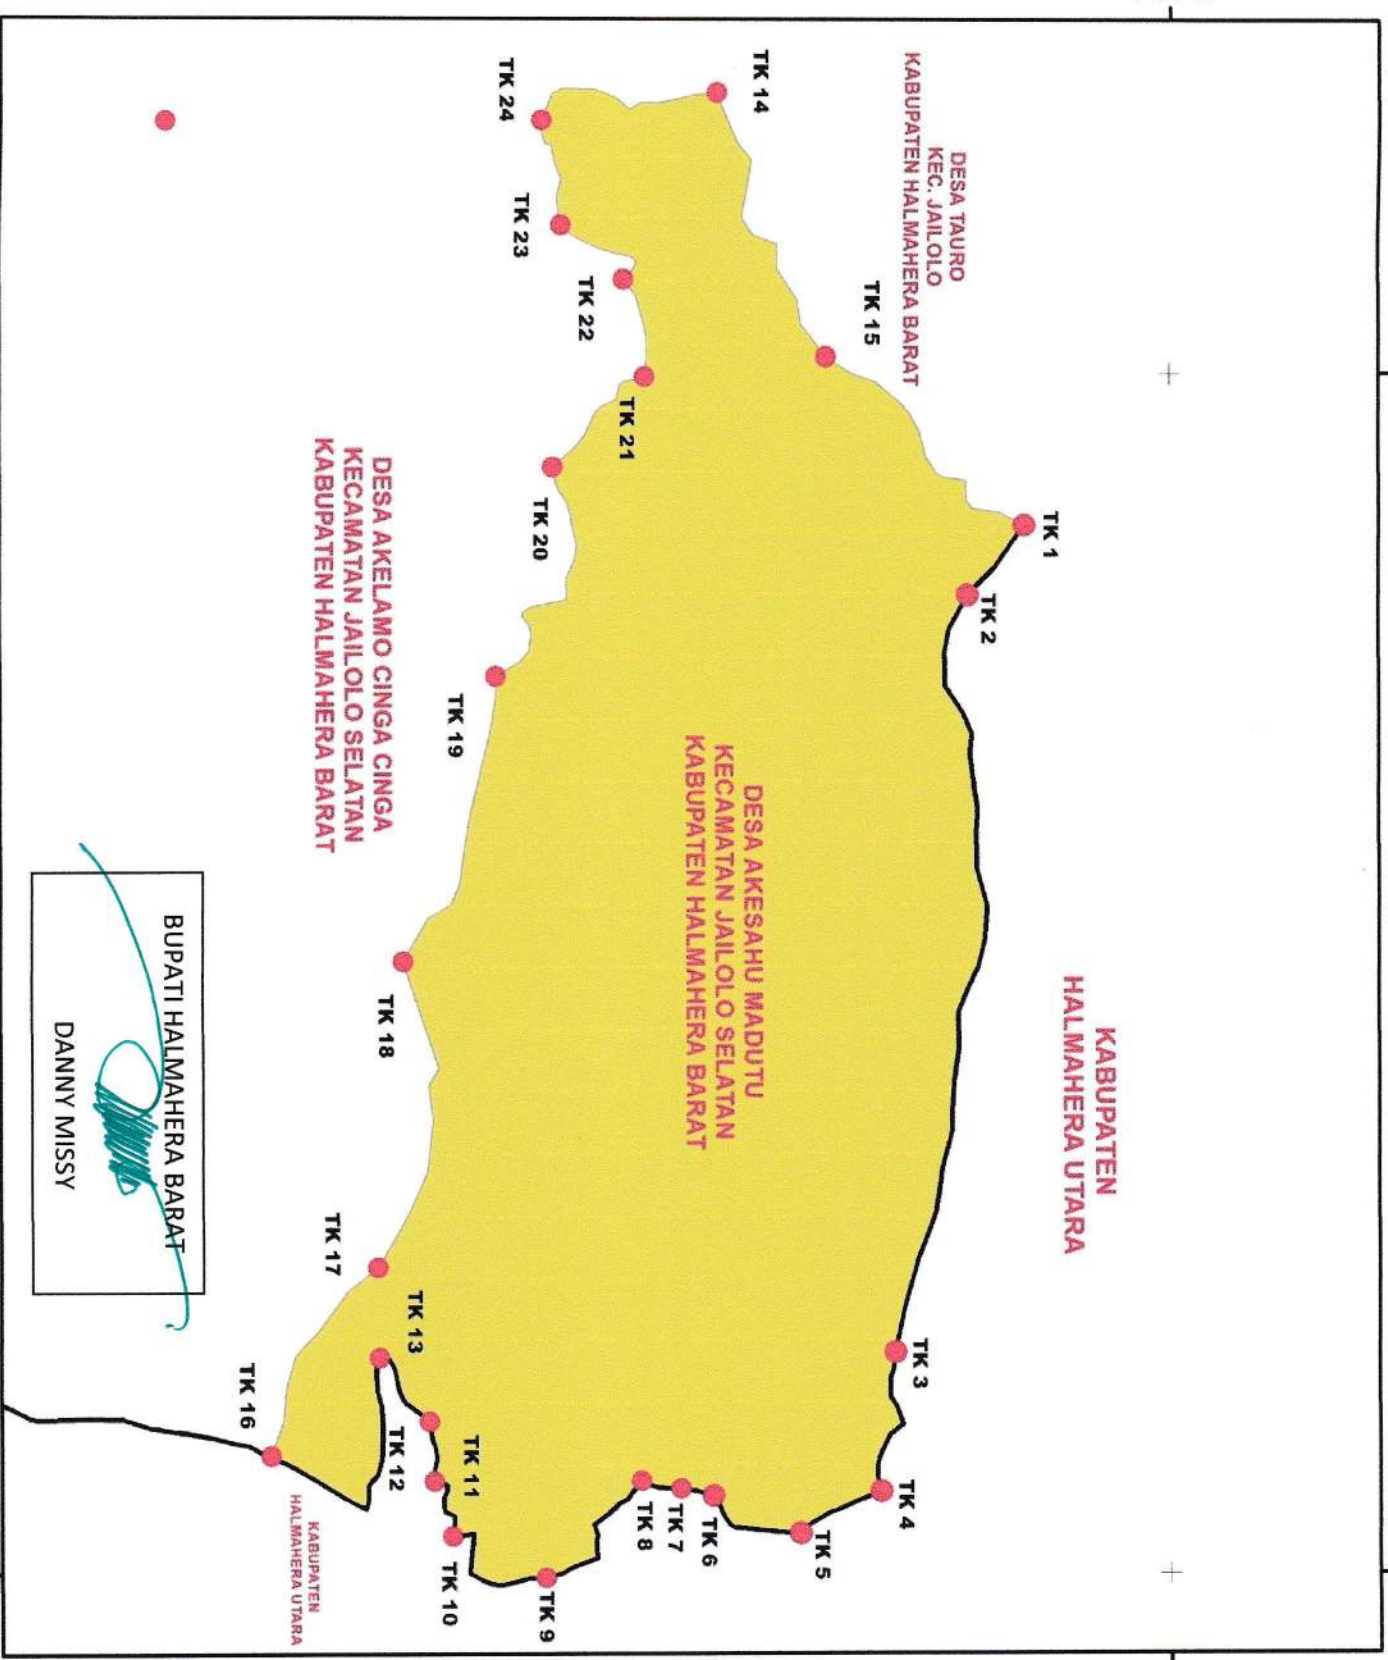 KABUPATEN
HALMAHERA UTARA
DESA TAURO
KEC. JAILOLO
KABUPATEN HALMAHERA BARAT
TK 1
TK 2
TK 3
TK 4
TK 5
TK 6
TK 7
TK 8
TK 9
TK 10
TK 11
TK 12
TK 13
TK 14
TK 15
TK 16
TK 17
TK 18
TK 19
TK 20
TK 21
TK 22
TK 23
TK 24
DESA AKESAHU MADUTU
KECAMATAN JAILOLO SELATAN
KABUPATEN HALMAHERA BARAT
DESA AKELAMO CINGA CINGA
KECAMATAN JAILOLO SELATAN
KABUPATEN HALMAHERA BARAT
KABUPATEN
HALMAHERA UTARA
BUPATI HALMAHERA BARAT
DANNY MISSY